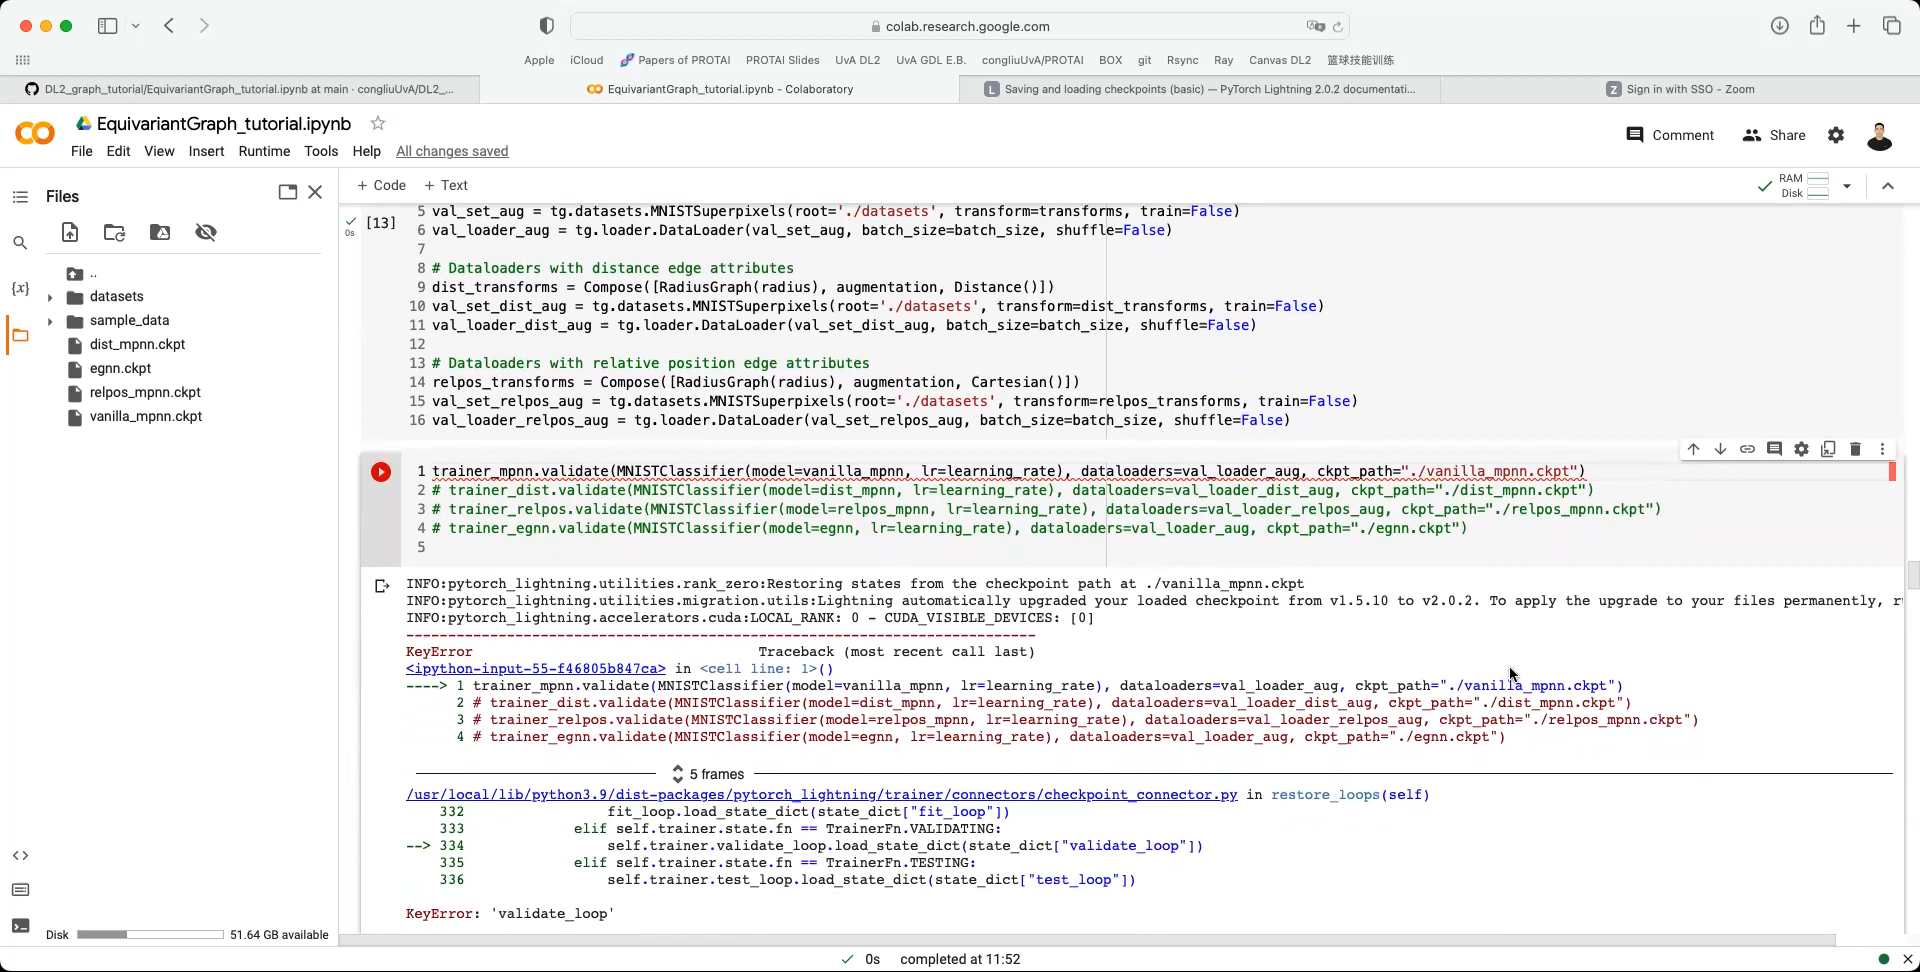 colab.research.google.com
Apple iCloud Papers of PROTAI PROTAI Slides UvA DL2 UvA GDL E.B. congliuUvA/PROTAI BOX git Rsync Ray Canvas DL2 篮球技能训练
DL2_graph_tutorial/EquivariantGraph_tutorial.ipynb at main · congliuUvA/DL2_...
EquivariantGraph_tutorial.ipynb - Colaboratory
L Saving and loading checkpoints (basic) — PyTorch Lightning 2.0.2 documentati...
Z Sign in with SSO - Zoom
EquivariantGraph_tutorial.ipynb
File Edit View Insert Runtime Tools Help All changes saved
Comment Share
Files
+ Code + Text
RAM
Disk
..
datasets
sample_data
dist_mpnn.ckpt
egnn.ckpt
relpos_mpnn.ckpt
vanilla_mpnn.ckpt
{x}
Disk 51.64 GB available
0s
[13]
5 val_set_aug = tg.datasets.MNISTSuperpixels(root='./datasets', transform=transforms, train=False)
6 val_loader_aug = tg.loader.DataLoader(val_set_aug, batch_size=batch_size, shuffle=False)
7
8 # Dataloaders with distance edge attributes
9 dist_transforms = Compose([RadiusGraph(radius), augmentation, Distance()])
10 val_set_dist_aug = tg.datasets.MNISTSuperpixels(root='./datasets', transform=dist_transforms, train=False)
11 val_loader_dist_aug = tg.loader.DataLoader(val_set_dist_aug, batch_size=batch_size, shuffle=False)
12
13 # Dataloaders with relative position edge attributes
14 relpos_transforms = Compose([RadiusGraph(radius), augmentation, Cartesian()])
15 val_set_relpos_aug = tg.datasets.MNISTSuperpixels(root='./datasets', transform=relpos_transforms, train=False)
16 val_loader_relpos_aug = tg.loader.DataLoader(val_set_relpos_aug, batch_size=batch_size, shuffle=False)
1 trainer_mpnn.validate(MNISTClassifier(model=vanilla_mpnn, lr=learning_rate), dataloaders=val_loader_aug, ckpt_path="./vanilla_mpnn.ckpt")
2 # trainer_dist.validate(MNISTClassifier(model=dist_mpnn, lr=learning_rate), dataloaders=val_loader_dist_aug, ckpt_path="./dist_mpnn.ckpt")
3 # trainer_relpos.validate(MNISTClassifier(model=relpos_mpnn, lr=learning_rate), dataloaders=val_loader_relpos_aug, ckpt_path="./relpos_mpnn.ckpt")
4 # trainer_egnn.validate(MNISTClassifier(model=egnn, lr=learning_rate), dataloaders=val_loader_aug, ckpt_path="./egnn.ckpt")
5
INFO:pytorch_lightning.utilities.rank_zero:Restoring states from the checkpoint path at ./vanilla_mpnn.ckpt
INFO:pytorch_lightning.utilities.migration.utils:Lightning automatically upgraded your loaded checkpoint from v1.5.10 to v2.0.2. To apply the upgrade to your files permanently, r
INFO:pytorch_lightning.accelerators.cuda:LOCAL_RANK: 0 - CUDA_VISIBLE_DEVICES: [0]
---------------------------------------------------------------------------
KeyError Traceback (most recent call last)
<ipython-input-55-f46805b847ca> in <cell line: 1>()
----> 1 trainer_mpnn.validate(MNISTClassifier(model=vanilla_mpnn, lr=learning_rate), dataloaders=val_loader_aug, ckpt_path="./vanilla_mpnn.ckpt")
2 # trainer_dist.validate(MNISTClassifier(model=dist_mpnn, lr=learning_rate), dataloaders=val_loader_dist_aug, ckpt_path="./dist_mpnn.ckpt")
3 # trainer_relpos.validate(MNISTClassifier(model=relpos_mpnn, lr=learning_rate), dataloaders=val_loader_relpos_aug, ckpt_path="./relpos_mpnn.ckpt")
4 # trainer_egnn.validate(MNISTClassifier(model=egnn, lr=learning_rate), dataloaders=val_loader_aug, ckpt_path="./egnn.ckpt")
5 frames
/usr/local/lib/python3.9/dist-packages/pytorch_lightning/trainer/connectors/checkpoint_connector.py in restore_loops(self)
332 fit_loop.load_state_dict(state_dict["fit_loop"])
333 elif self.trainer.state.fn == TrainerFn.VALIDATING:
--> 334 self.trainer.validate_loop.load_state_dict(state_dict["validate_loop"])
335 elif self.trainer.state.fn == TrainerFn.TESTING:
336 self.trainer.test_loop.load_state_dict(state_dict["test_loop"])
KeyError: 'validate_loop'
0s completed at 11:52